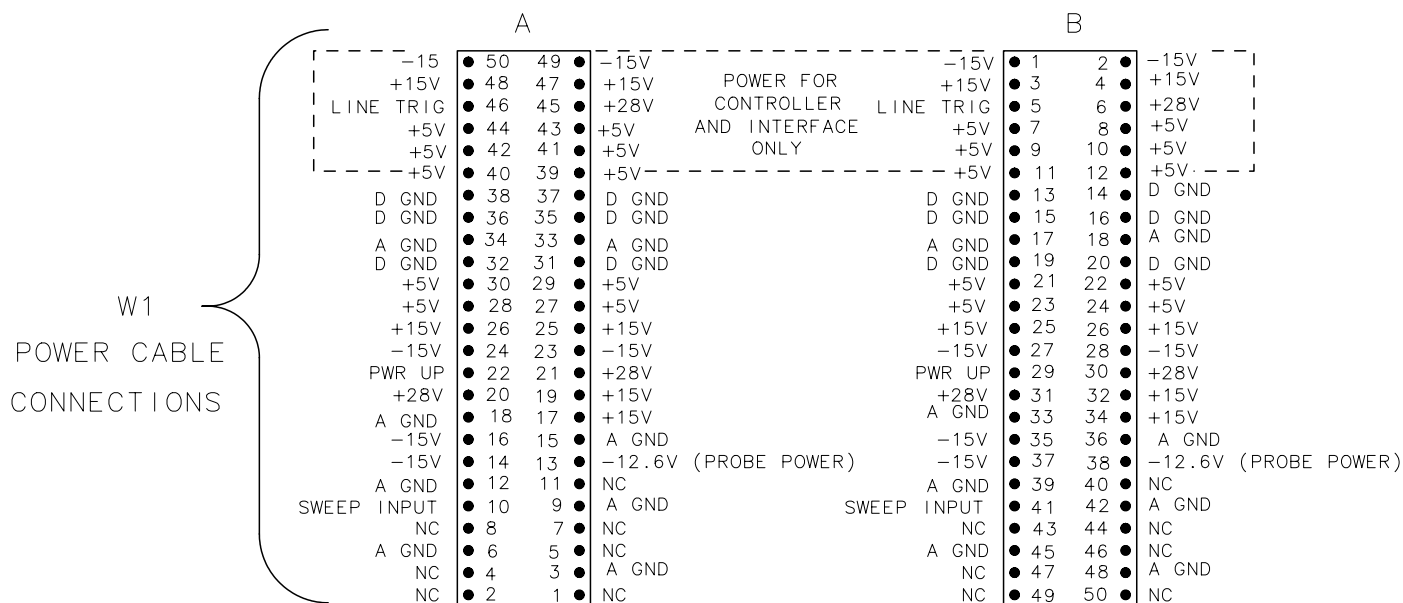 A B
-15 50 49 -15V -15V 1 2 -15V
+15V 48 47 +15V POWER FOR +15V 3 4 +15V
LINE TRIG 46 45 +28V CONTROLLER LINE TRIG 5 6 +28V
+5V 44 43 +5V AND INTERFACE +5V 7 8 +5V
+5V 42 41 +5V ONLY +5V 9 10 +5V
+5V 40 39 +5V +5V 11 12 +5V
D GND 38 37 D GND D GND 13 14 D GND
D GND 36 35 D GND D GND 15 16 D GND
A GND 34 33 A GND A GND 17 18 A GND
D GND 32 31 D GND D GND 19 20 D GND
+5V 30 29 +5V +5V 21 22 +5V
W1 +5V 28 27 +5V +5V 23 24 +5V
+15V 26 25 +15V +15V 25 26 +15V
POWER CABLE -15V 24 23 -15V -15V 27 28 -15V
PWR UP 22 21 +28V PWR UP 29 30 +28V
CONNECTIONS +28V 20 19 +15V +28V 31 32 +15V
A GND 18 17 +15V A GND 33 34 +15V
-15V 16 15 A GND -15V 35 36 A GND
-15V 14 13 -12.6V (PROBE POWER) -15V 37 38 -12.6V (PROBE POWER)
A GND 12 11 NC A GND 39 40 NC
SWEEP INPUT 10 9 A GND SWEEP INPUT 41 42 A GND
NC 8 7 NC NC 43 44 NC
A GND 6 5 NC A GND 45 46 NC
NC 4 3 A GND NC 47 48 A GND
NC 2 1 NC NC 49 50 NC